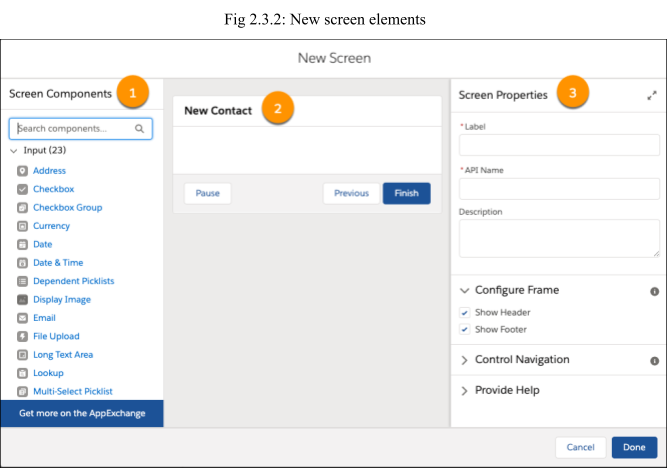 Fig 2.3.2: New screen elements
New Screen
Screen Components 1
Search components...
Input (23)
Address
Checkbox
Checkbox Group
Currency
Date
Date & Time
Dependent Picklists
Display Image
Email
File Upload
Long Text Area
Lookup
Multi-Select Picklist
Get more on the AppExchange
New Contact 2
Pause Previous Finish
Screen Properties 3
*Label
*API Name
Description
Configure Frame
Show Header
Show Footer
Control Navigation
Provide Help
Cancel Done